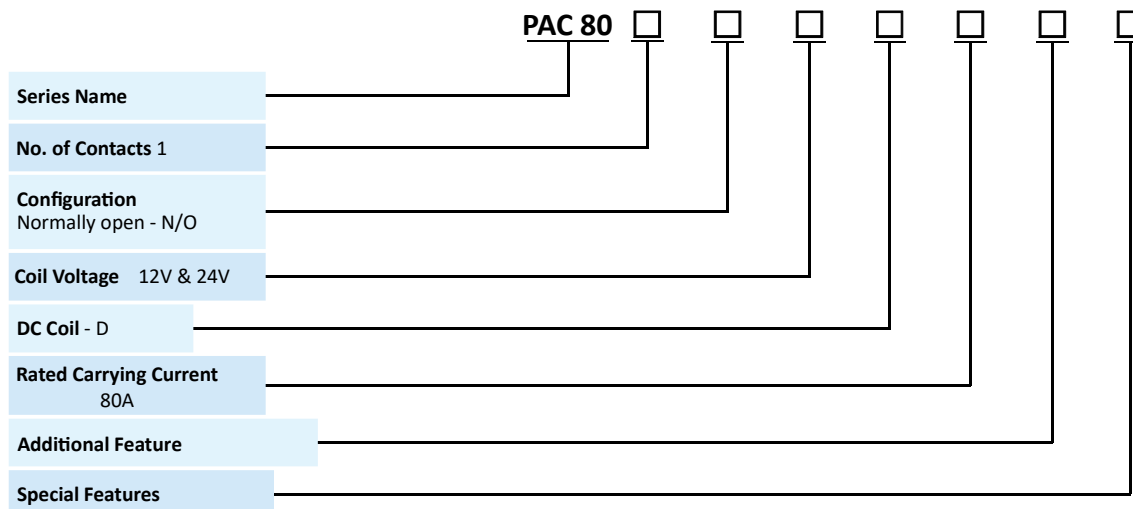 PAC 80 □ □ □ □ □ □ □
Series Name
No. of Contacts 1
Configuration
Normally open - N/O
Coil Voltage 12V & 24V
DC Coil - D
Rated Carrying Current
80A
Additional Feature
Special Features